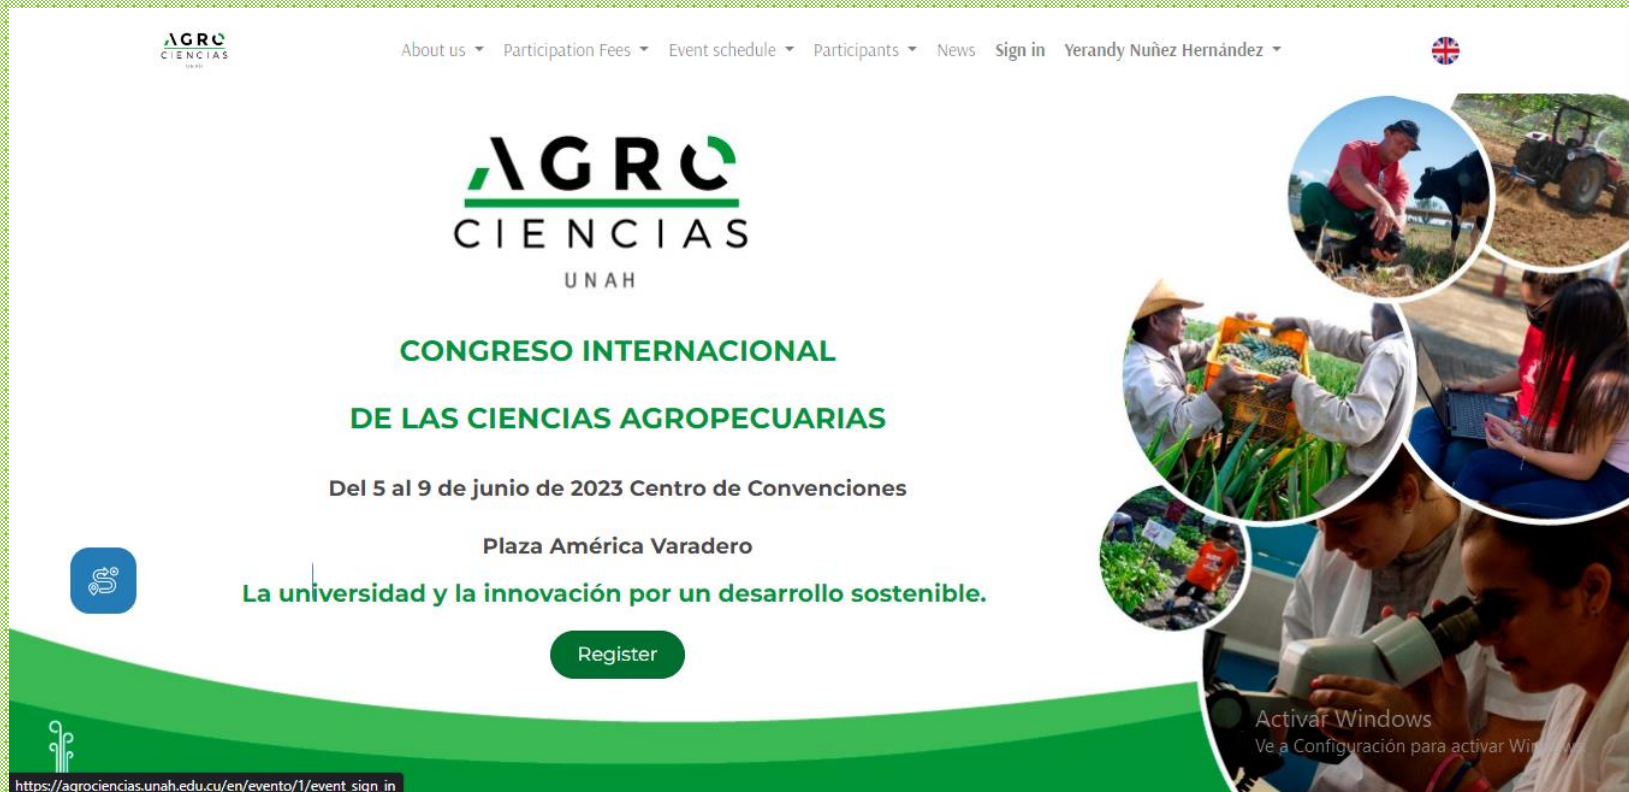 AGRO
CIENCIAS
UNAH
About us Participation Fees Event schedule Participants News Sign in Yerandy Nuñez Hernández
AGRO
CIENCIAS
UNAH
CONGRESO INTERNACIONAL
DE LAS CIENCIAS AGROPECUARIAS
Del 5 al 9 de junio de 2023 Centro de Convenciones
Plaza América Varadero
La universidad y la innovación por un desarrollo sostenible.
Register
Activar Windows
Ve a Configuración para activar Windows.
https://agrociencias.unah.edu.cu/en/evento/1/event_sign_in